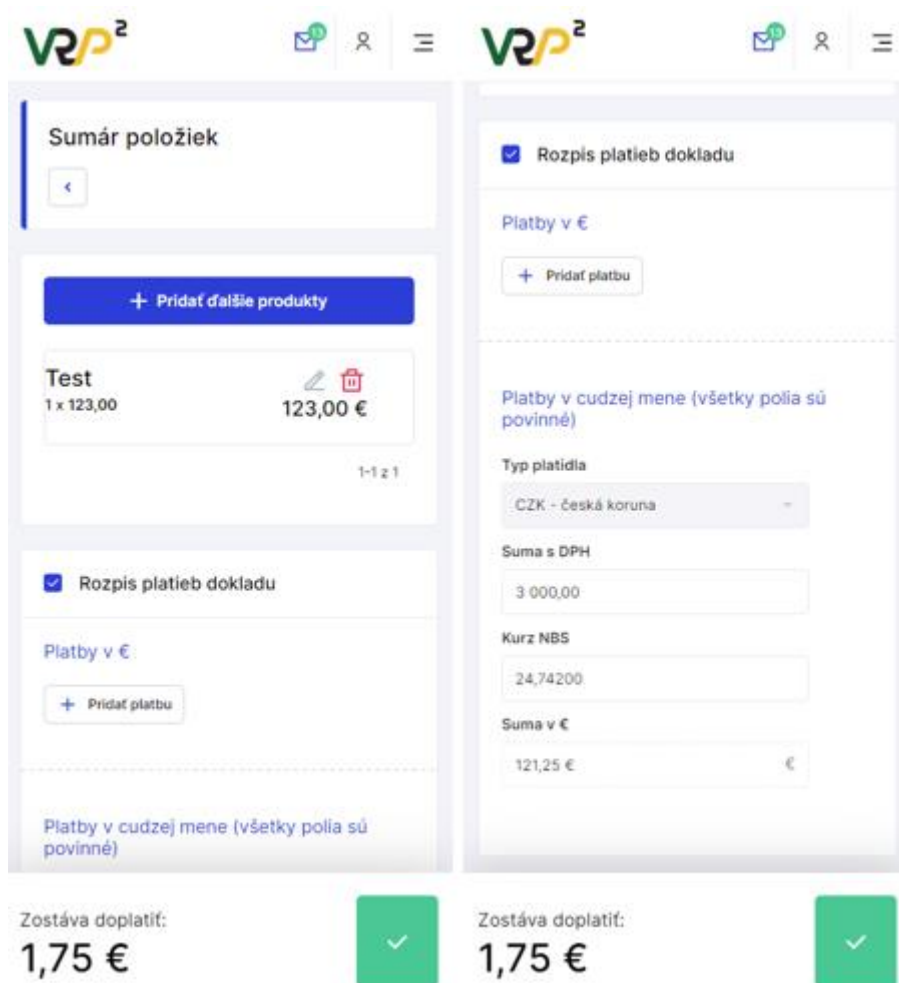 VRP²
13
Sumár položiek
+ Pridať ďalšie produkty
Test
1 x 123,00
123,00 €
1-1 z 1
Rozpis platieb dokladu
Platby v €
+ Pridať platbu
Platby v cudzej mene (všetky polia sú
povinné)
Zostáva doplatiť:
1,75 €
VRP²
13
Rozpis platieb dokladu
Platby v €
+ Pridať platbu
Platby v cudzej mene (všetky polia sú
povinné)
Typ platidla
CZK - česká koruna
Suma s DPH
3 000,00
Kurz NBS
24,74200
Suma v €
121,25 € €
Zostáva doplatiť:
1,75 €